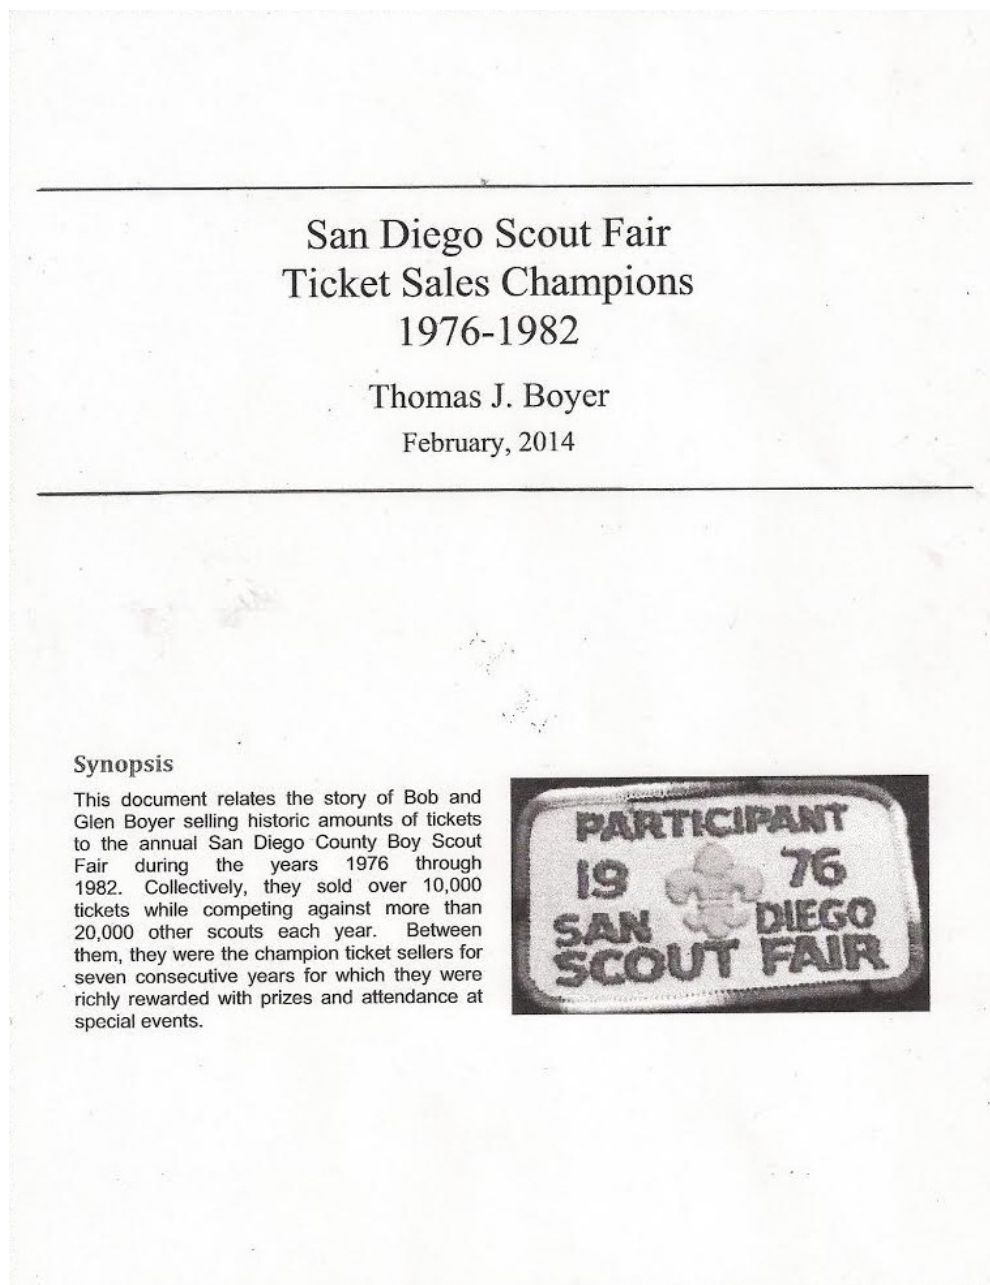 San Diego Scout Fair
Ticket Sales Champions
1976-1982
Thomas J. Boyer
February, 2014
Synopsis
This document relates the story of Bob and
Glen Boyer selling historic amounts of tickets
to the annual San Diego County Boy Scout
Fair during the years 1976 through
1982. Collectively, they sold over 10,000
tickets while competing against more than
20,000 other scouts each year. Between
them, they were the champion ticket sellers for
seven consecutive years for which they were
richly rewarded with prizes and attendance at
special events.
PARTICIPANT
19 76
SAN DIEGO
SCOUT FAIR